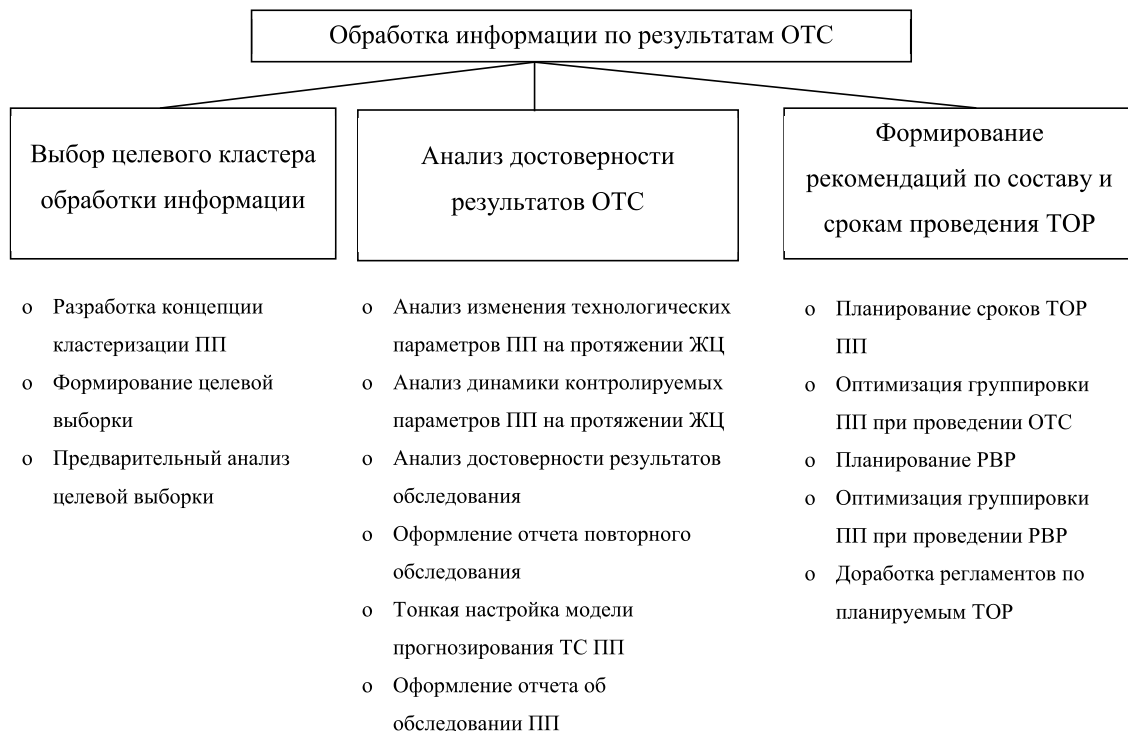 Обработка информации по результатам ОТС
Выбор целевого кластера
обработки информации
Анализ достоверности
результатов ОТС
Формирование
рекомендаций по составу и
срокам проведения ТОР
o Разработка концепции
кластеризации ПП
o Формирование целевой
выборки
o Предварительный анализ
целевой выборки
o Анализ изменения технологических
параметров ПП на протяжении ЖЦ
o Анализ динамики контролируемых
параметров ПП на протяжении ЖЦ
o Анализ достоверности результатов
обследования
o Оформление отчета повторного
обследования
o Тонкая настройка модели
прогнозирования ТС ПП
o Оформление отчета об
обследовании ПП
o Планирование сроков ТОР
ПП
o Оптимизация группировки
ПП при проведении ОТС
o Планирование РВР
o Оптимизация группировки
ПП при проведении РВР
o Доработка регламентов по
планируемым ТОР